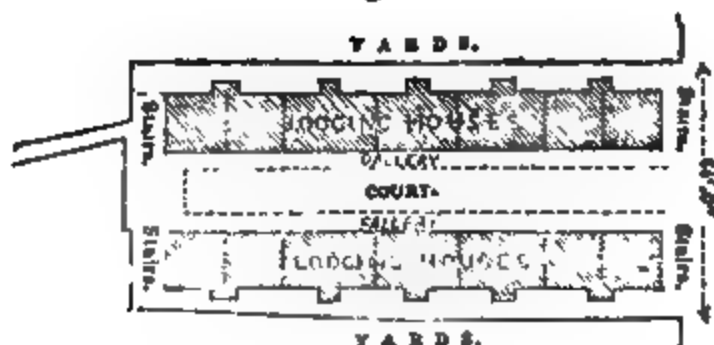 YARDS.
Stairs.
LODGING HOUSES
Stairs.
GALLERY
COURT.
GALLERY
Stairs.
LODGING HOUSES
Stairs.
YARDS.